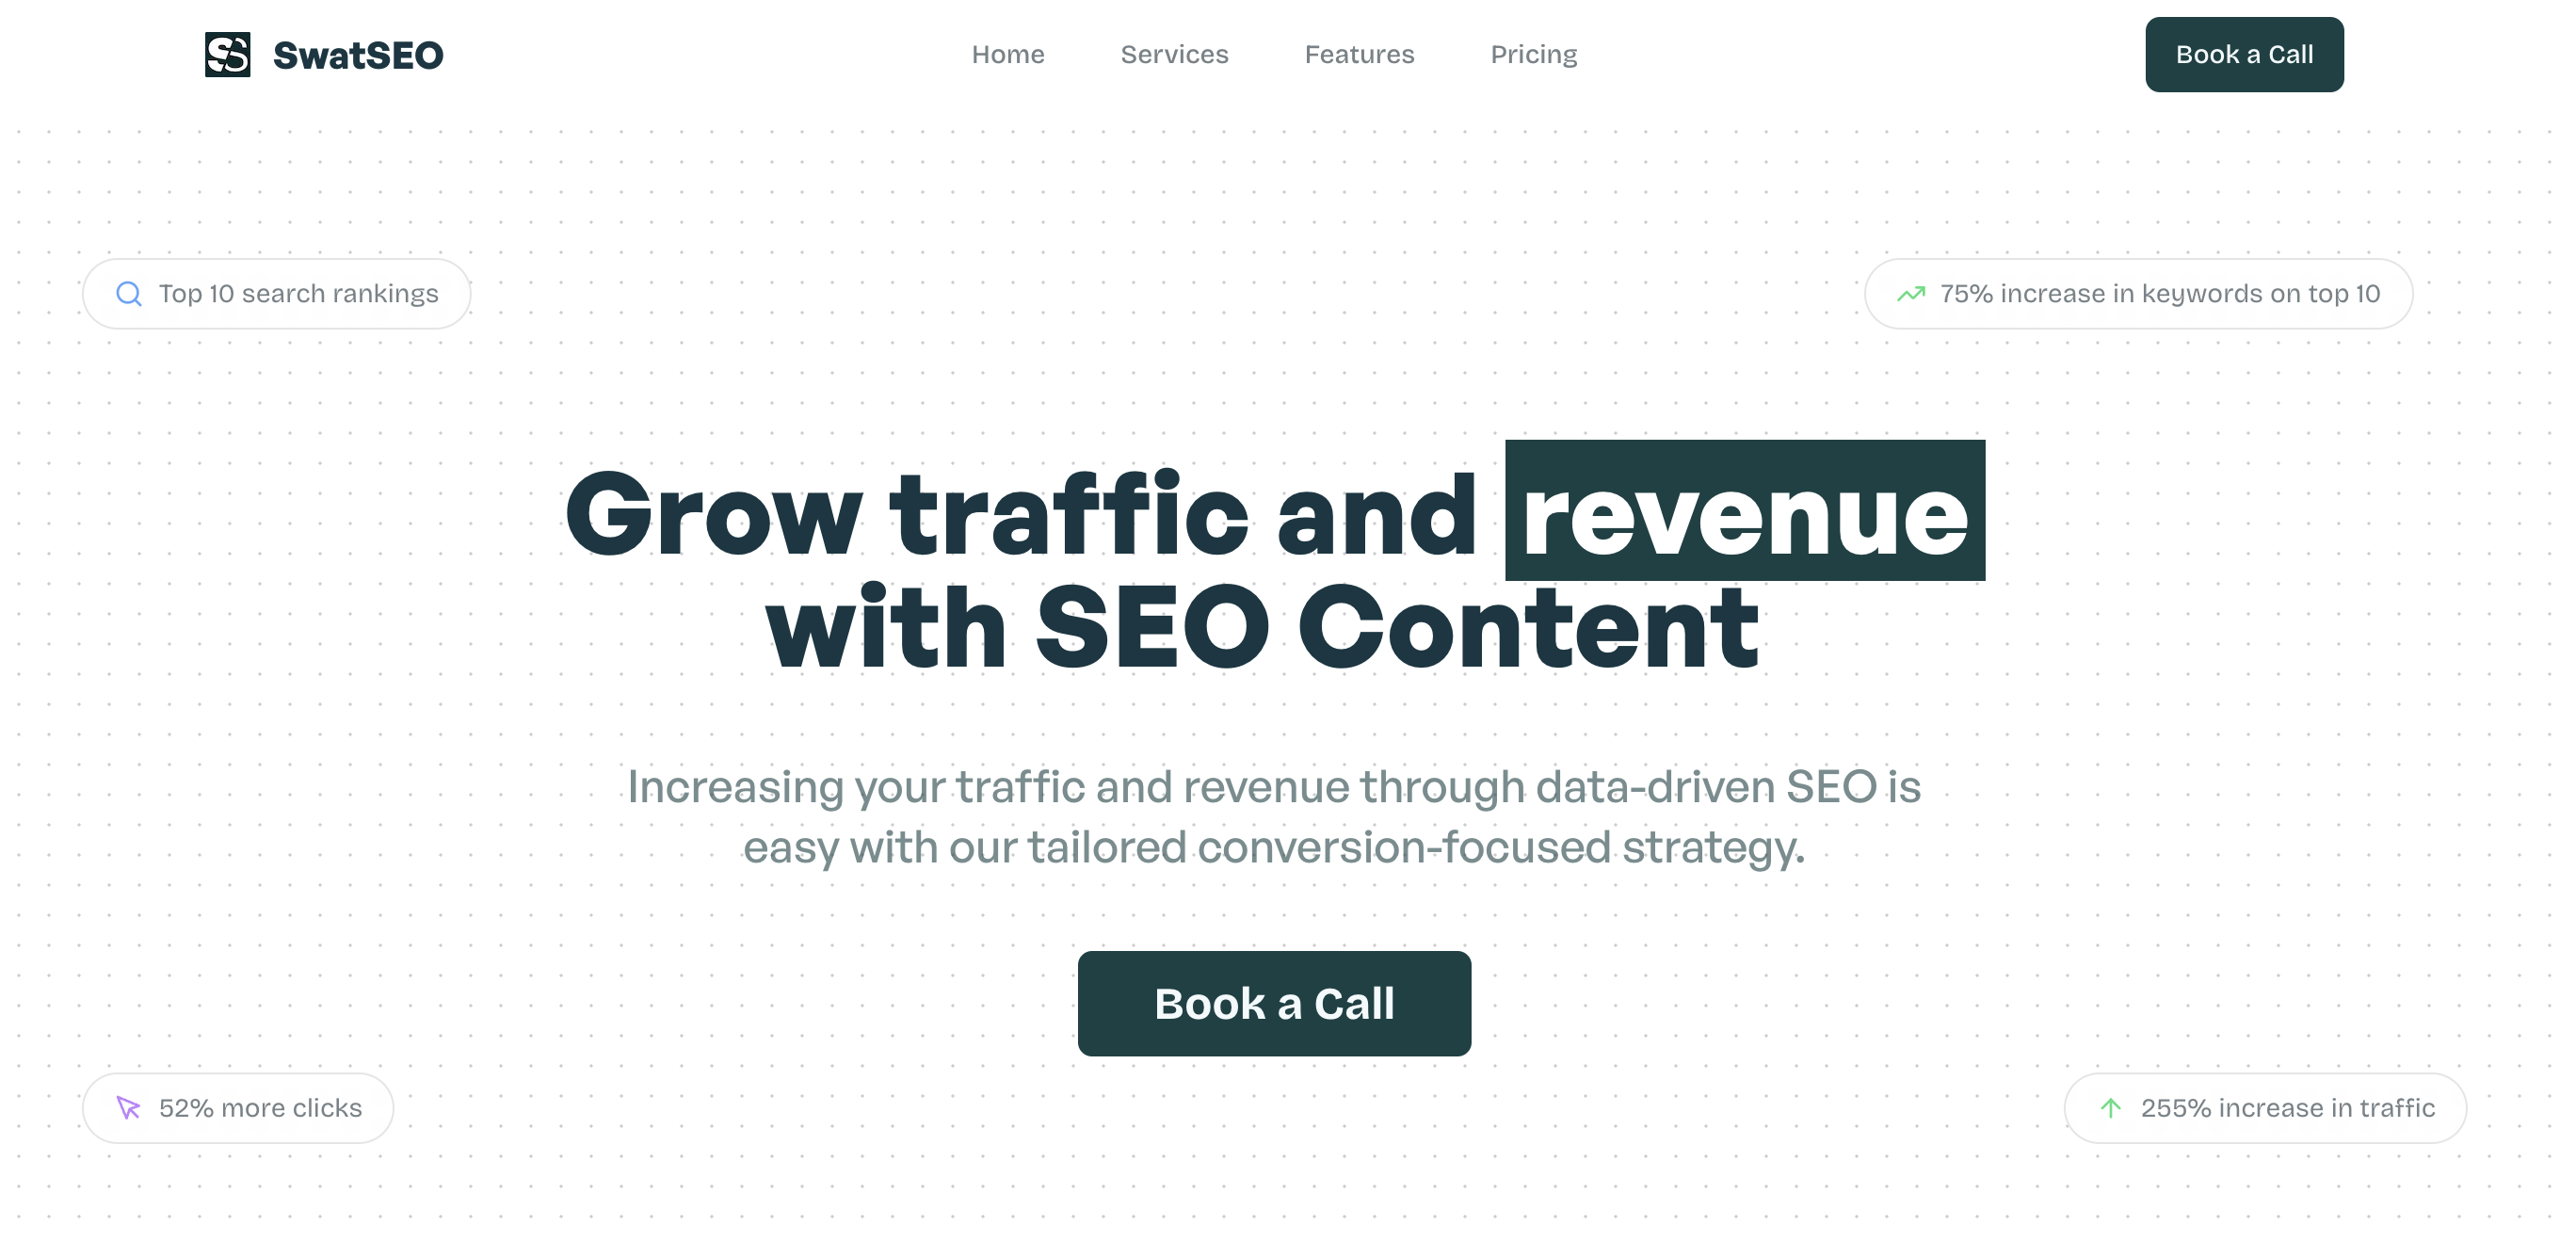 SwatSEO
Home
Services
Features
Pricing
Book a Call
Top 10 search rankings
75% increase in keywords on top 10
Grow traffic and revenue
with SEO Content
Increasing your traffic and revenue through data-driven SEO is
easy with our tailored conversion-focused strategy.
Book a Call
52% more clicks
255% increase in traffic